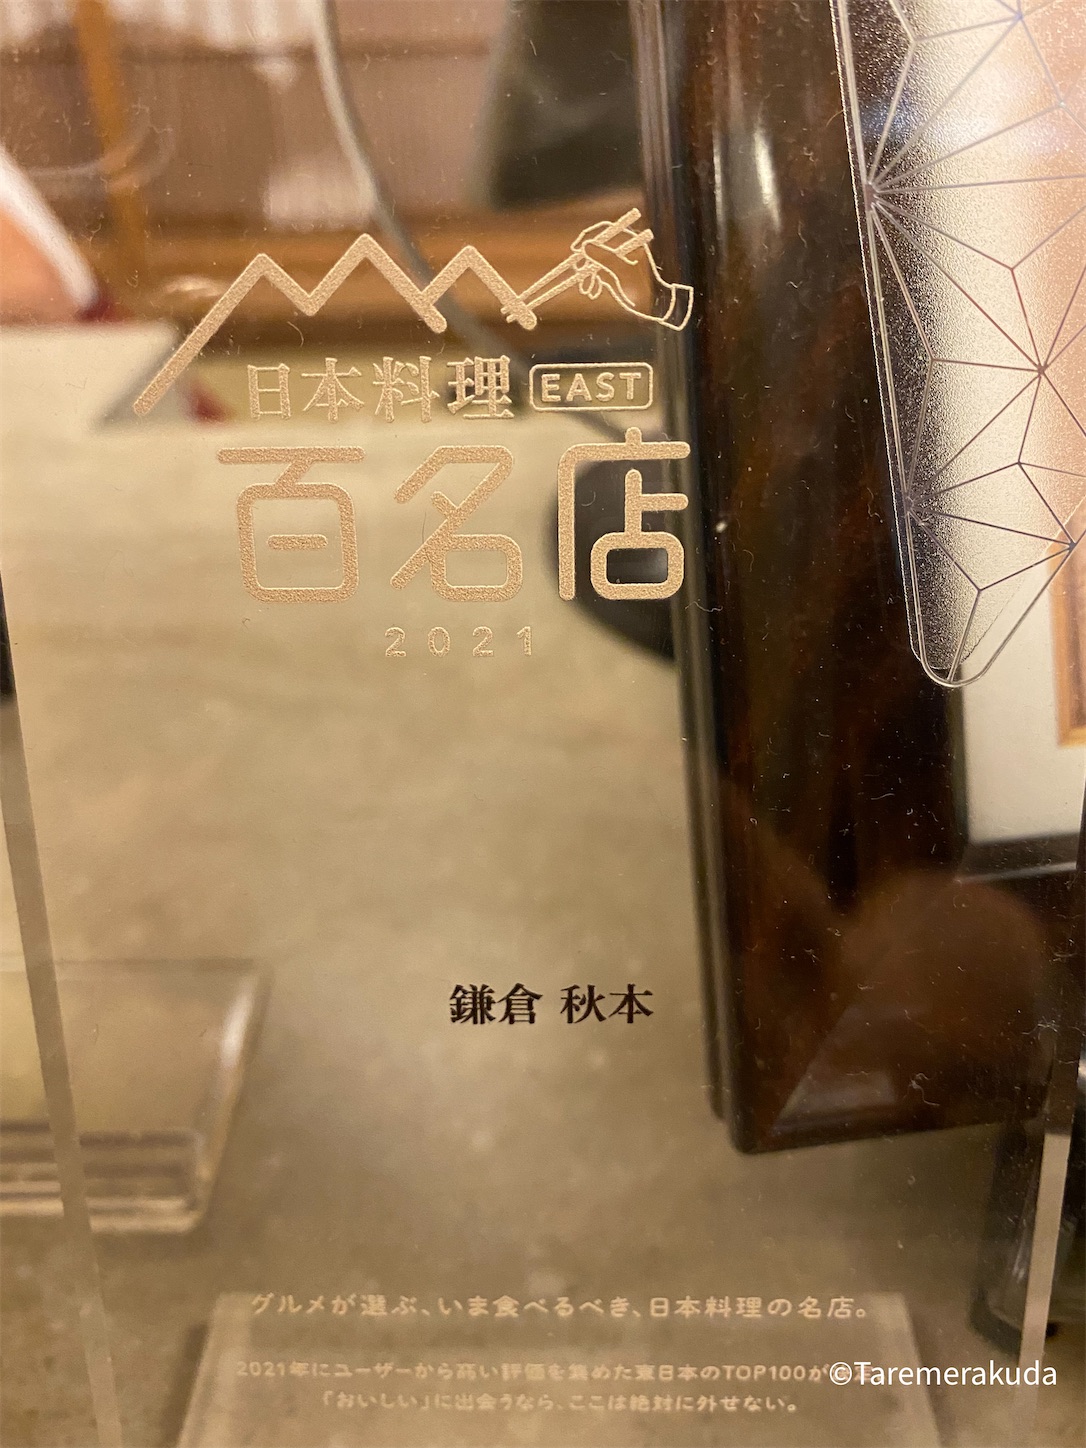 日本料理 EAST
百名店
2021
鎌倉 秋本
グルメが選ぶ、いま食べるべき、日本料理の名店。
2021年にユーザーから高い評価を集めた東日本のTOP100が
©Taremerakuda
「おいしい」に出会うなら、ここは絶対に外せない。